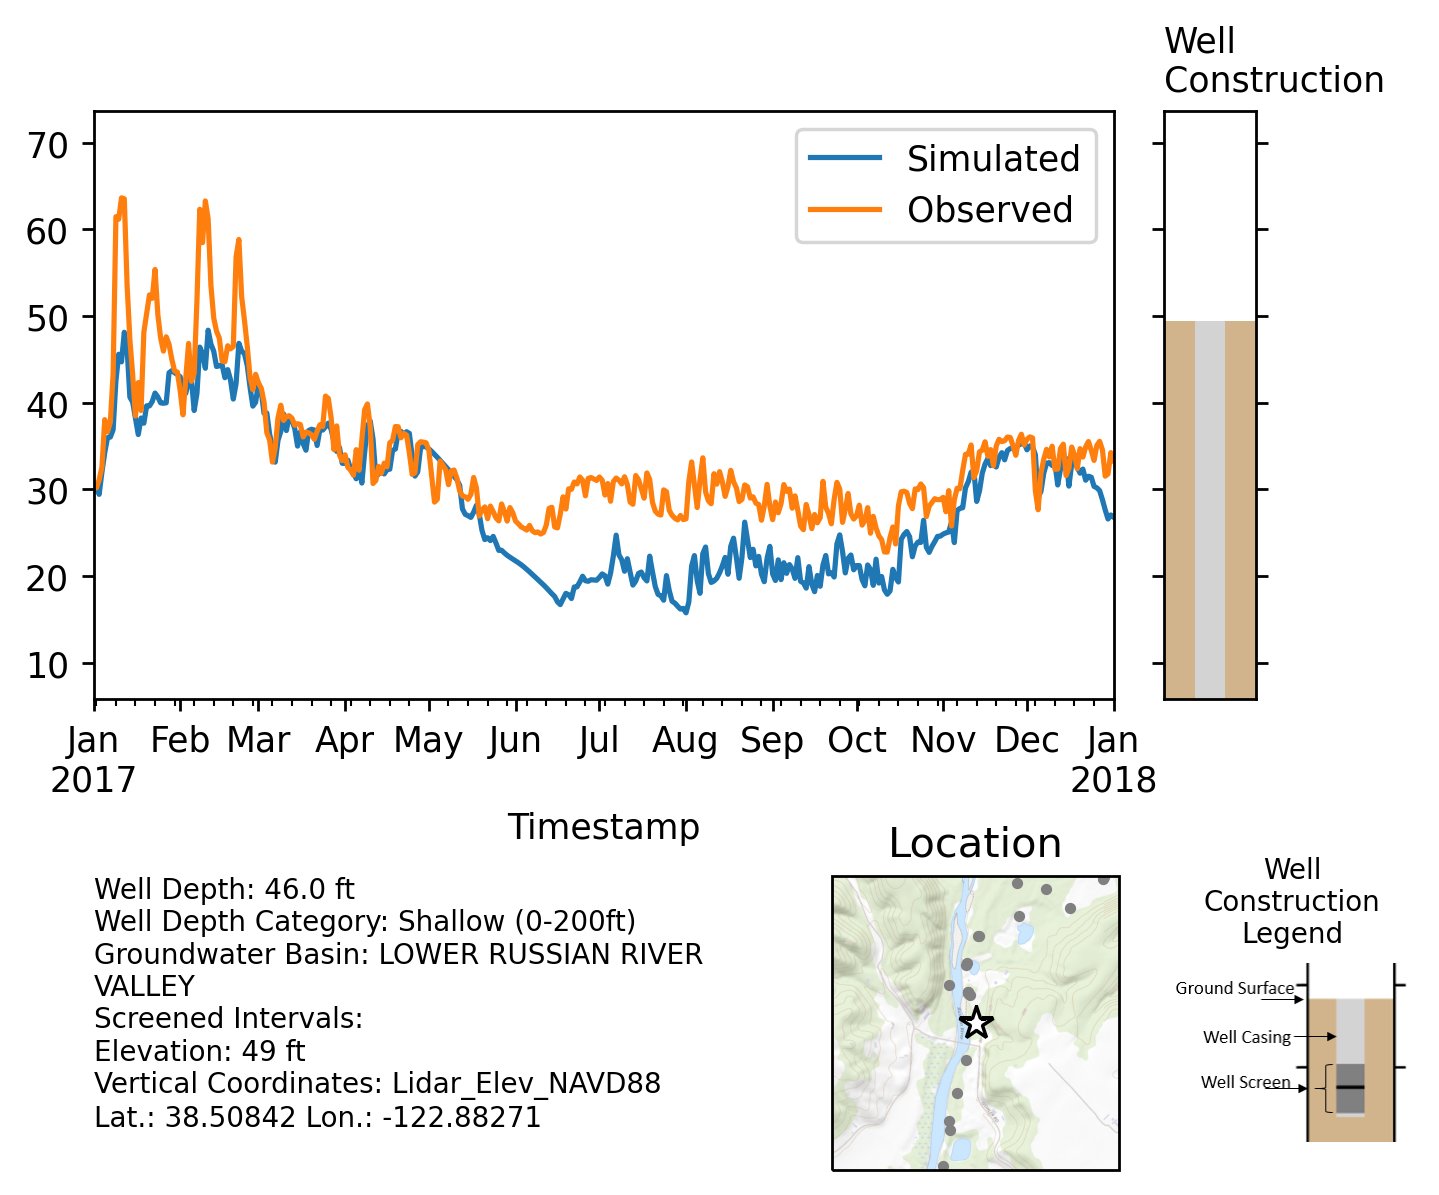 Well
Construction
70
60
50
40
30
20
10
Simulated
Observed
Jan Feb Mar Apr May Jun Jul Aug Sep Oct Nov Dec Jan
2017 2018
Timestamp
Well Depth: 46.0 ft
Well Depth Category: Shallow (0-200ft)
Groundwater Basin: LOWER RUSSIAN RIVER
VALLEY
Screened Intervals:
Elevation: 49 ft
Vertical Coordinates: Lidar_Elev_NAVD88
Lat.: 38.50842 Lon.: -122.88271
Location
Well
Construction
Legend
Ground Surface
Well Casing
Well Screen